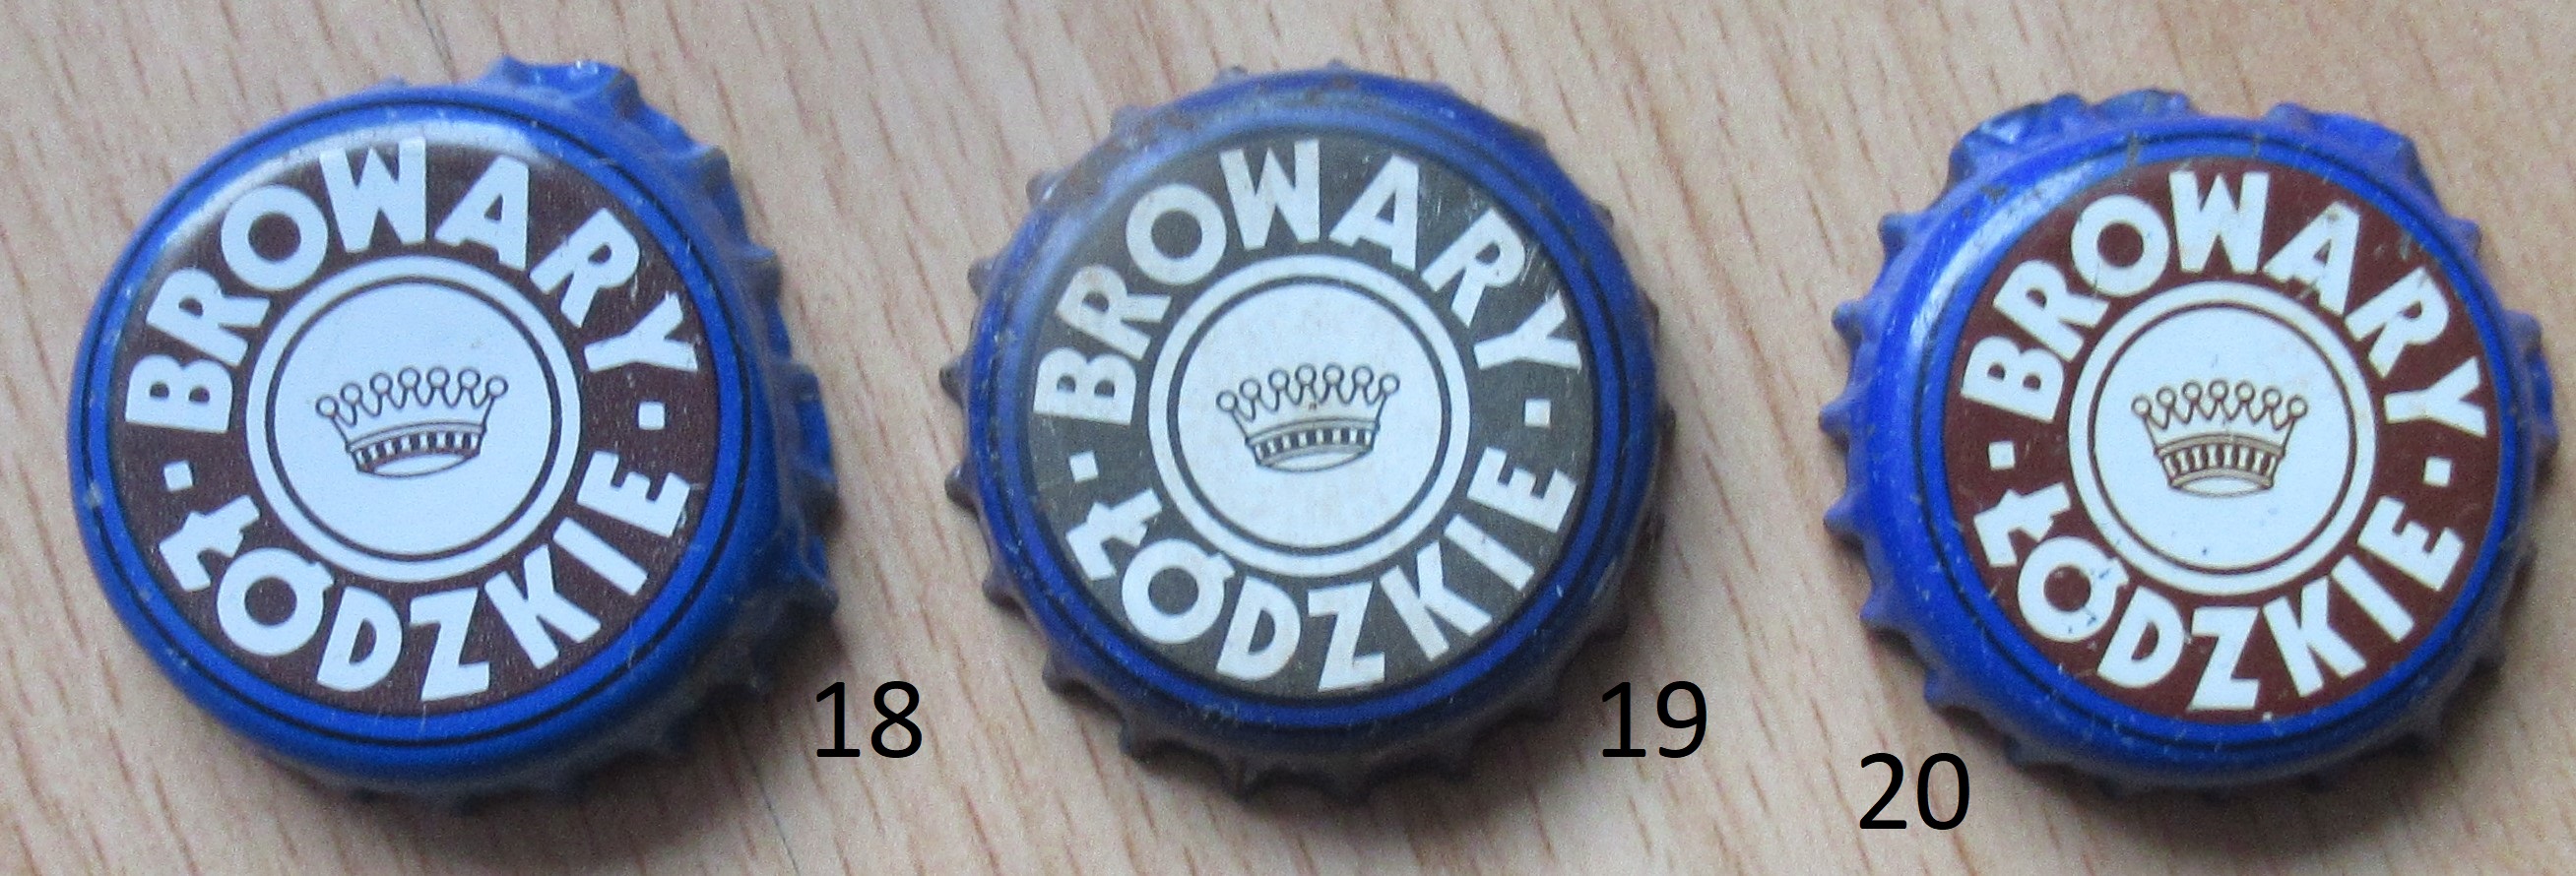 · BROWARY ·
ŁÓDZKIE
18
· BROWARY ·
ŁÓDZKIE
19
· BROWARY ·
ŁÓDZKIE
20